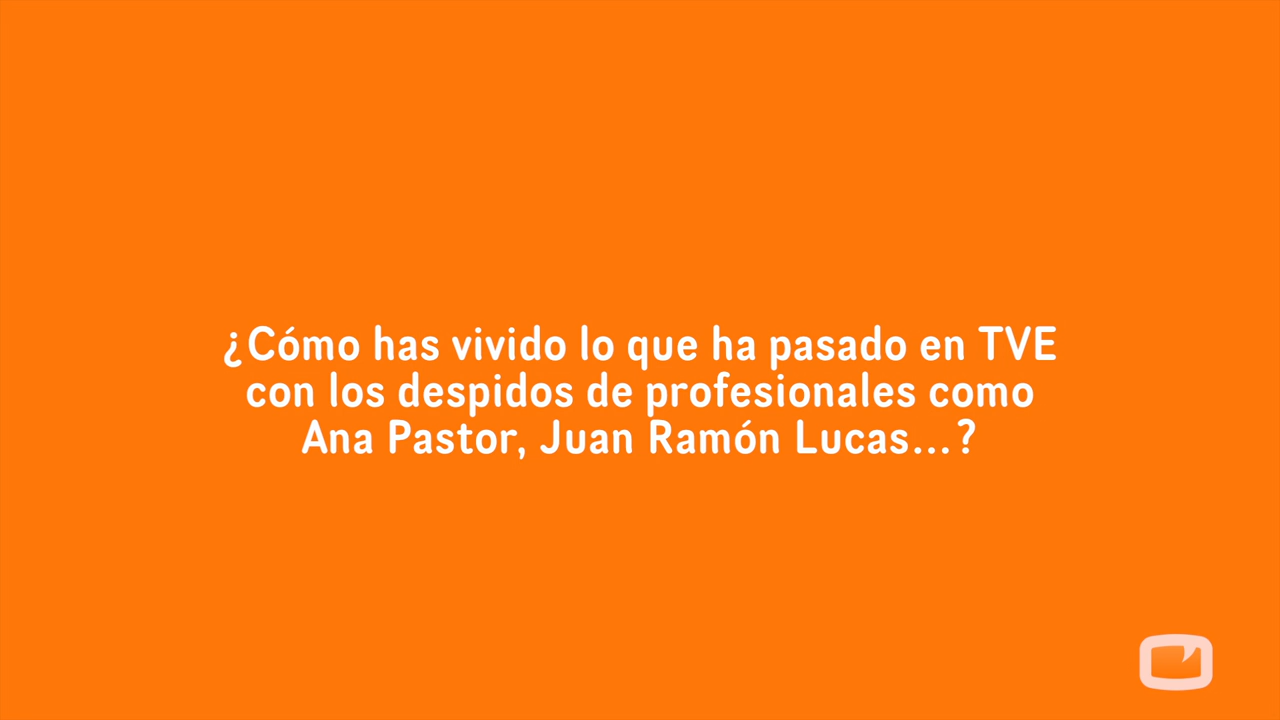 ¿Cómo has vivido lo que ha pasado en TVE
con los despidos de profesionales como
Ana Pastor, Juan Ramón Lucas...?